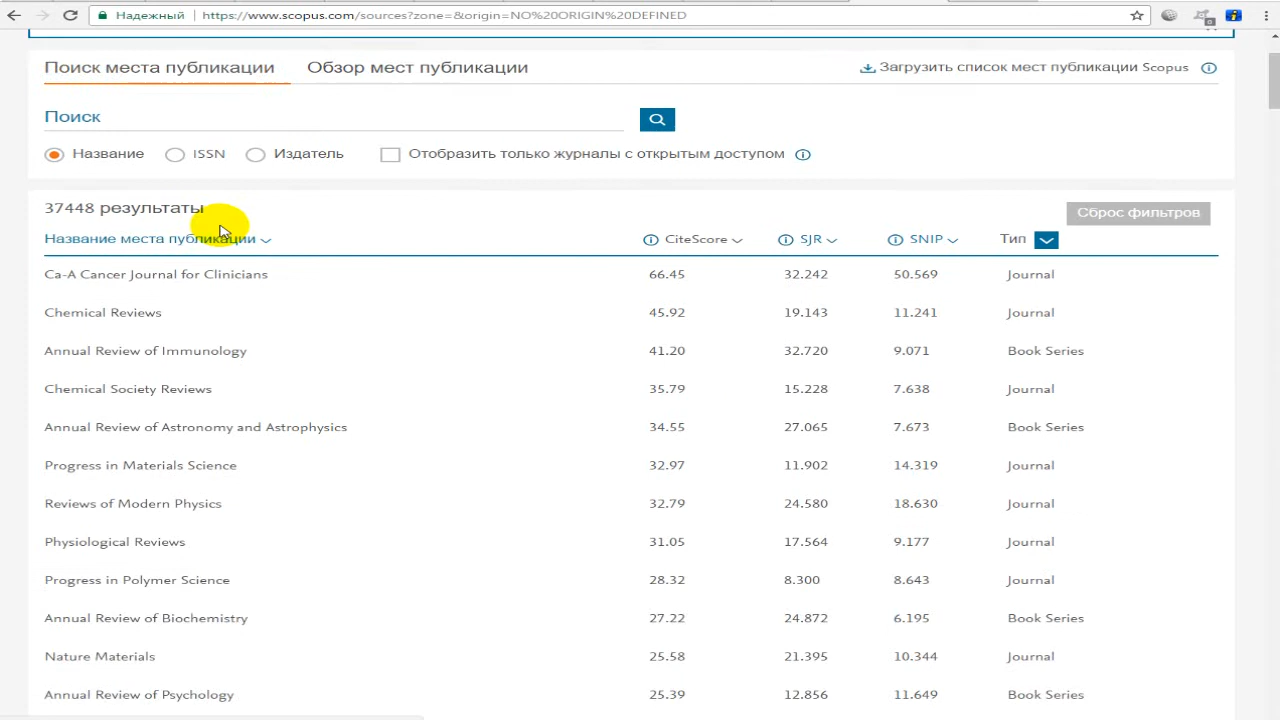 Надежный https://www.scopus.com/sources?zone=&origin=NO%20ORIGIN%20DEFINED
Поиск места публикации Обзор мест публикации Загрузить список мест публикации Scopus
Поиск
Название ISSN Издатель Отобразить только журналы с открытым доступом
37448 результаты Сброс фильтров
Название места публикации CiteScore SJR SNIP Тип
Ca-A Cancer Journal for Clinicians 66.45 32.242 50.569 Journal
Chemical Reviews 45.92 19.143 11.241 Journal
Annual Review of Immunology 41.20 32.720 9.071 Book Series
Chemical Society Reviews 35.79 15.228 7.638 Journal
Annual Review of Astronomy and Astrophysics 34.55 27.065 7.673 Book Series
Progress in Materials Science 32.97 11.902 14.319 Journal
Reviews of Modern Physics 32.79 24.580 18.630 Journal
Physiological Reviews 31.05 17.564 9.177 Journal
Progress in Polymer Science 28.32 8.300 8.643 Journal
Annual Review of Biochemistry 27.22 24.872 6.195 Book Series
Nature Materials 25.58 21.395 10.344 Journal
Annual Review of Psychology 25.39 12.856 11.649 Book Series